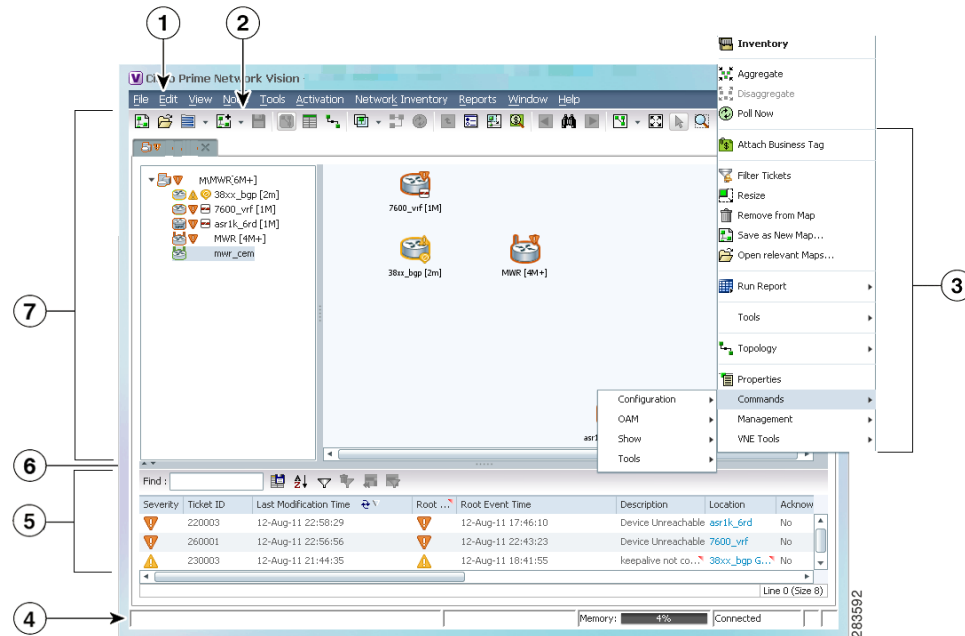 1
2
Inventory
Prime Network Vision
Aggregate
File Edit View Tools Activation Network Inventory Reports Window Help
Disaggregate
Poll Now
Attach Business Tag
M\MWR[6M+]
38xx_bgp [2m]
7600_vrf [1M]
asr1k_6rd [1M]
MWR [4M+]
mwr_cem
7600_vrf [1M]
38xx_bgp [2m]
MWR [4M+]
Filter Tickets
Resize
Remove from Map
Save as New Map...
Open relevant Maps...
3
Run Report
Tools
Topology
Properties
Commands
Management
VNE Tools
Configuration
OAM
Show
Tools
7
6
Find :
5
Severity Ticket ID Last Modification Time Root ... Root Event Time Description Location Acknow
220003 12-Aug-11 22:58:29 12-Aug-11 17:46:10 Device Unreachable asr1k_6rd No
260001 12-Aug-11 22:56:56 12-Aug-11 22:43:23 Device Unreachable 7600_vrf No
230003 12-Aug-11 21:44:35 12-Aug-11 18:41:55 keepalive not co... 38xx_bgp G... No
Line 0 (Size 8)
4
Memory: 4% Connected
283592